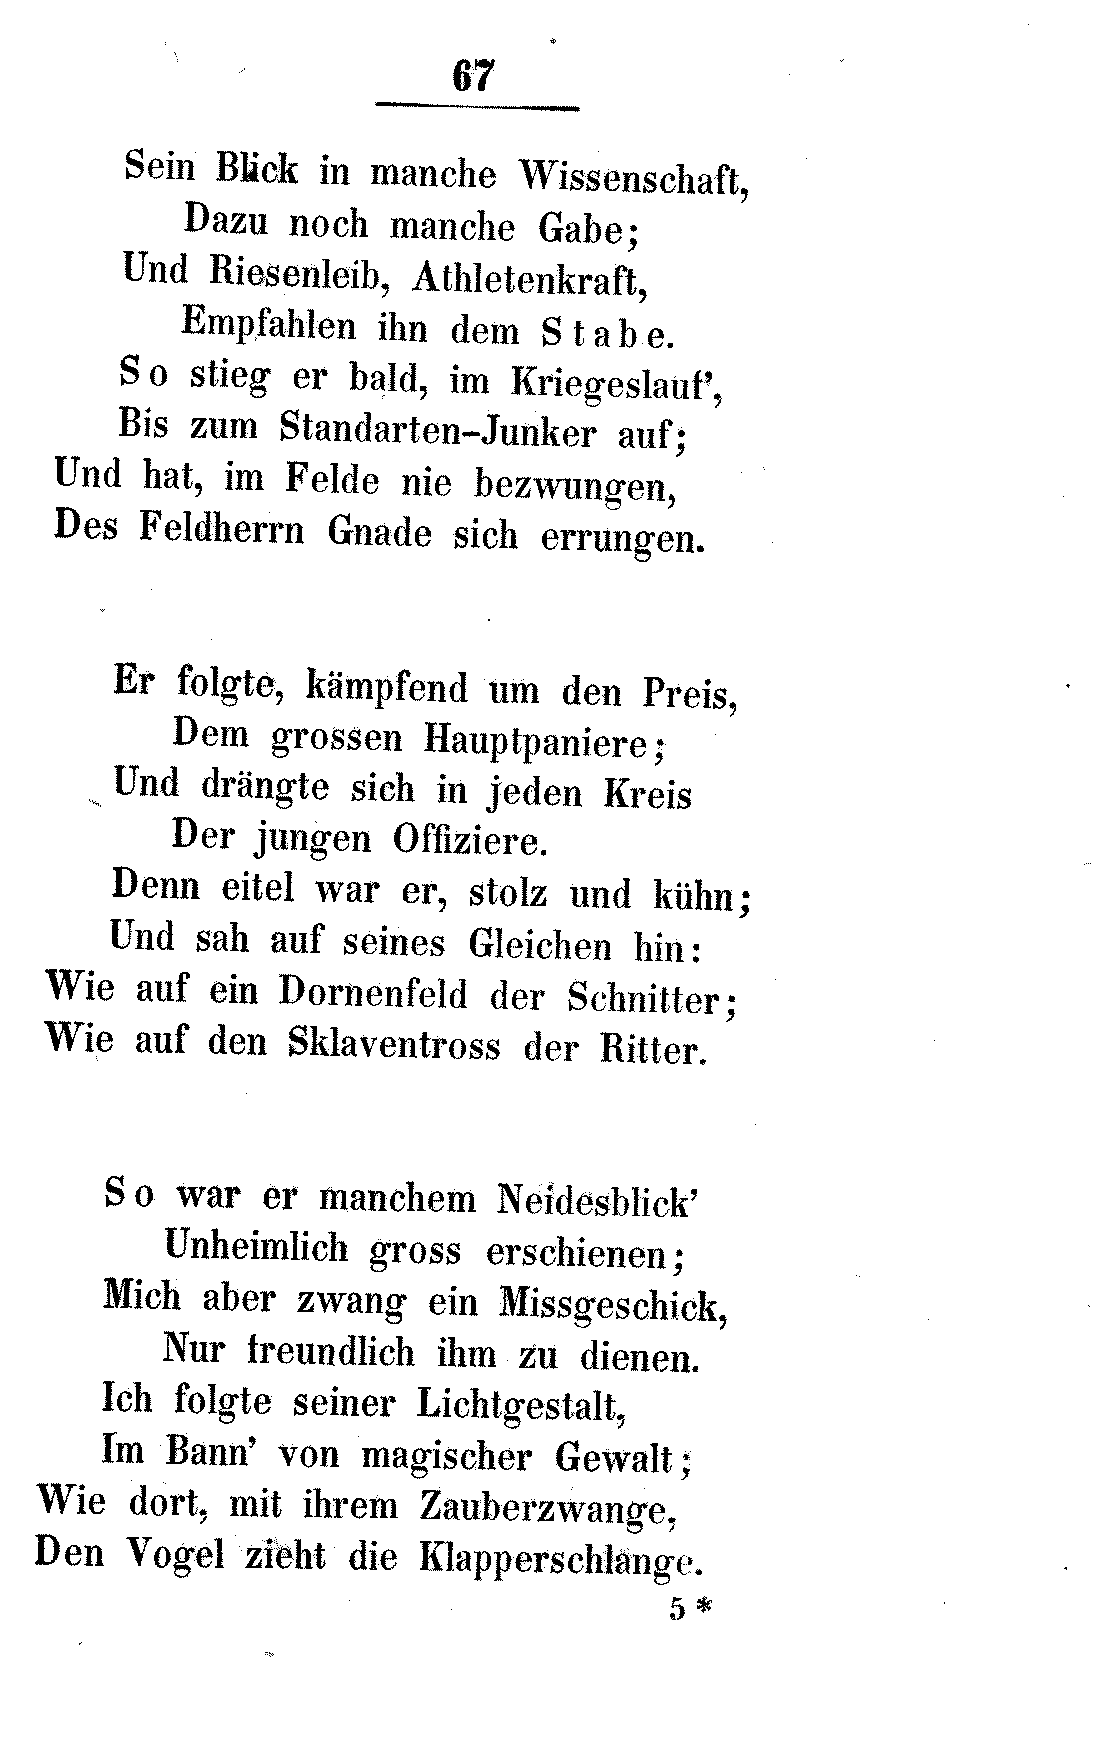 67
Sein Blick in manche Wissenschaft,
Dazu noch manche Gabe;
Und Riesenleib, Athletenkraft,
Empfahlen ihn dem Stabe.
So stieg er bald, im Kriegeslauf’,
Bis zum Standarten-Junker auf;
Und hat, im Felde nie bezwungen,
Des Feldherrn Gnade sich errungen.
Er folgte, kämpfend um den Preis,
Dem grossen Hauptpaniere;
Und drängte sich in jeden Kreis
Der jungen Offiziere.
Denn eitel war er, stolz und kühn;
Und sah auf seines Gleichen hin:
Wie auf ein Dornenfeld der Schnitter;
Wie auf den Sklaventross der Ritter.
So war er manchem Neidesblick’
Unheimlich gross erschienen;
Mich aber zwang ein Missgeschick,
Nur freundlich ihm zu dienen.
Ich folgte seiner Lichtgestalt,
Im Bann’ von magischer Gewalt;
Wie dort, mit ihrem Zauberzwange,
Den Vogel zieht die Klapperschlange.
5 *